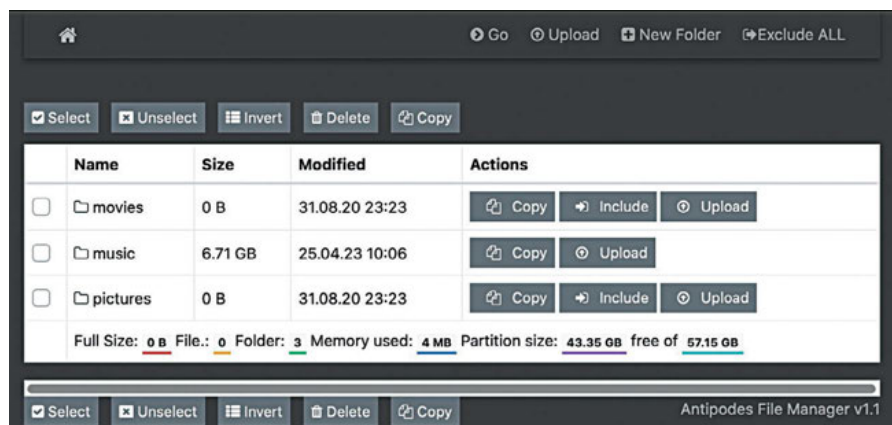 Go Upload New Folder Exclude ALL
Select Unselect Invert Delete Copy
Name Size Modified Actions
movies 0 B 31.08.20 23:23 Copy Include Upload
music 6.71 GB 25.04.23 10:06 Copy Upload
pictures 0 B 31.08.20 23:23 Copy Include Upload
Full Size: 0 B File.: 0 Folder: 3 Memory used: 4 MB Partition size: 43.35 GB free of 57.15 GB
Select Unselect Invert Delete Copy Antipodes File Manager v1.1